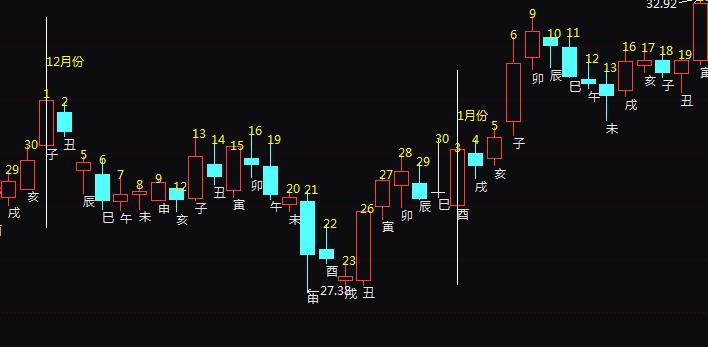 32.92
12月份
1月份
29
戌
30
亥
1
子
2
丑
5
辰
6
巳
7
午
8
未
9
申
12
亥
13
子
14
丑
15
寅
16
卯
19
午
20
未
21
申
22
酉
23
戌
27.38
26
丑
27
寅
28
卯
29
辰
30
巳
3
酉
4
戌
5
亥
6
子
9
卯
10
辰
11
巳
12
午
13
未
16
戌
17
亥
18
子
19
丑
寅